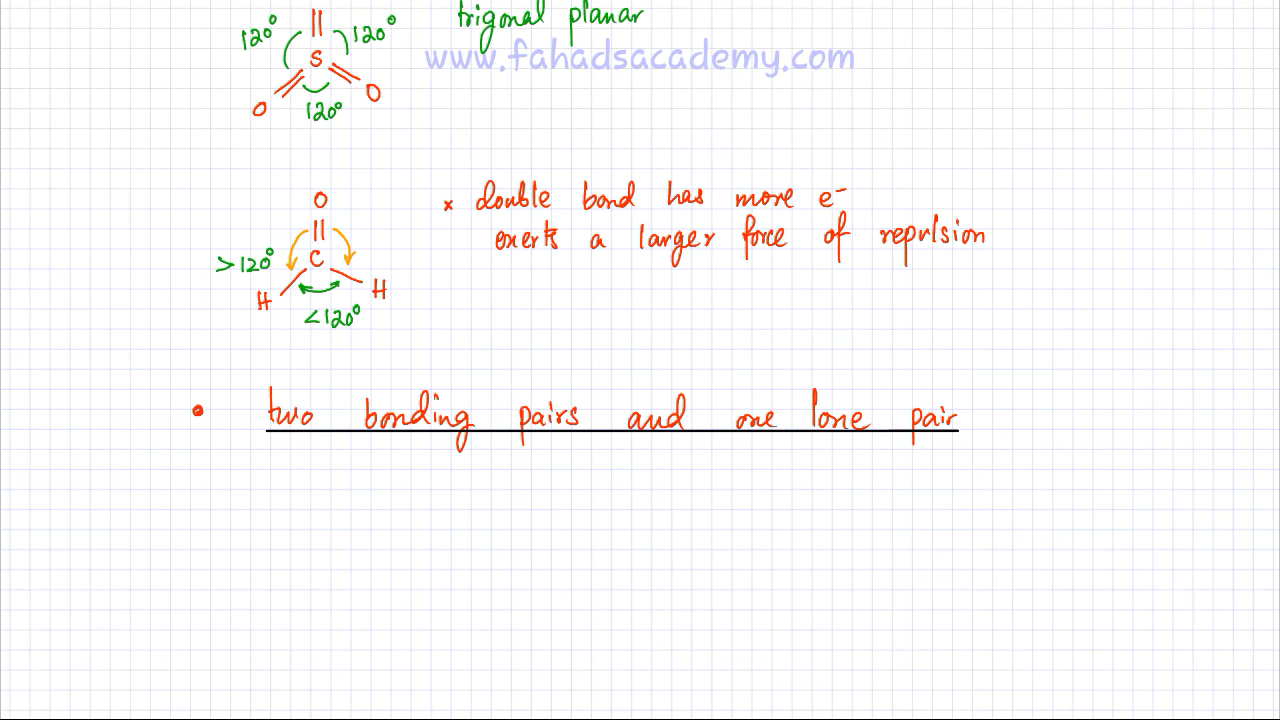 trigonal planar
120° 120°
www.fahadsacademy.com
S
O O
120°
O
× double bond has more e⁻
exerts a larger force of repulsion
C
>120°
H H
<120°
• two bonding pairs and one lone pair